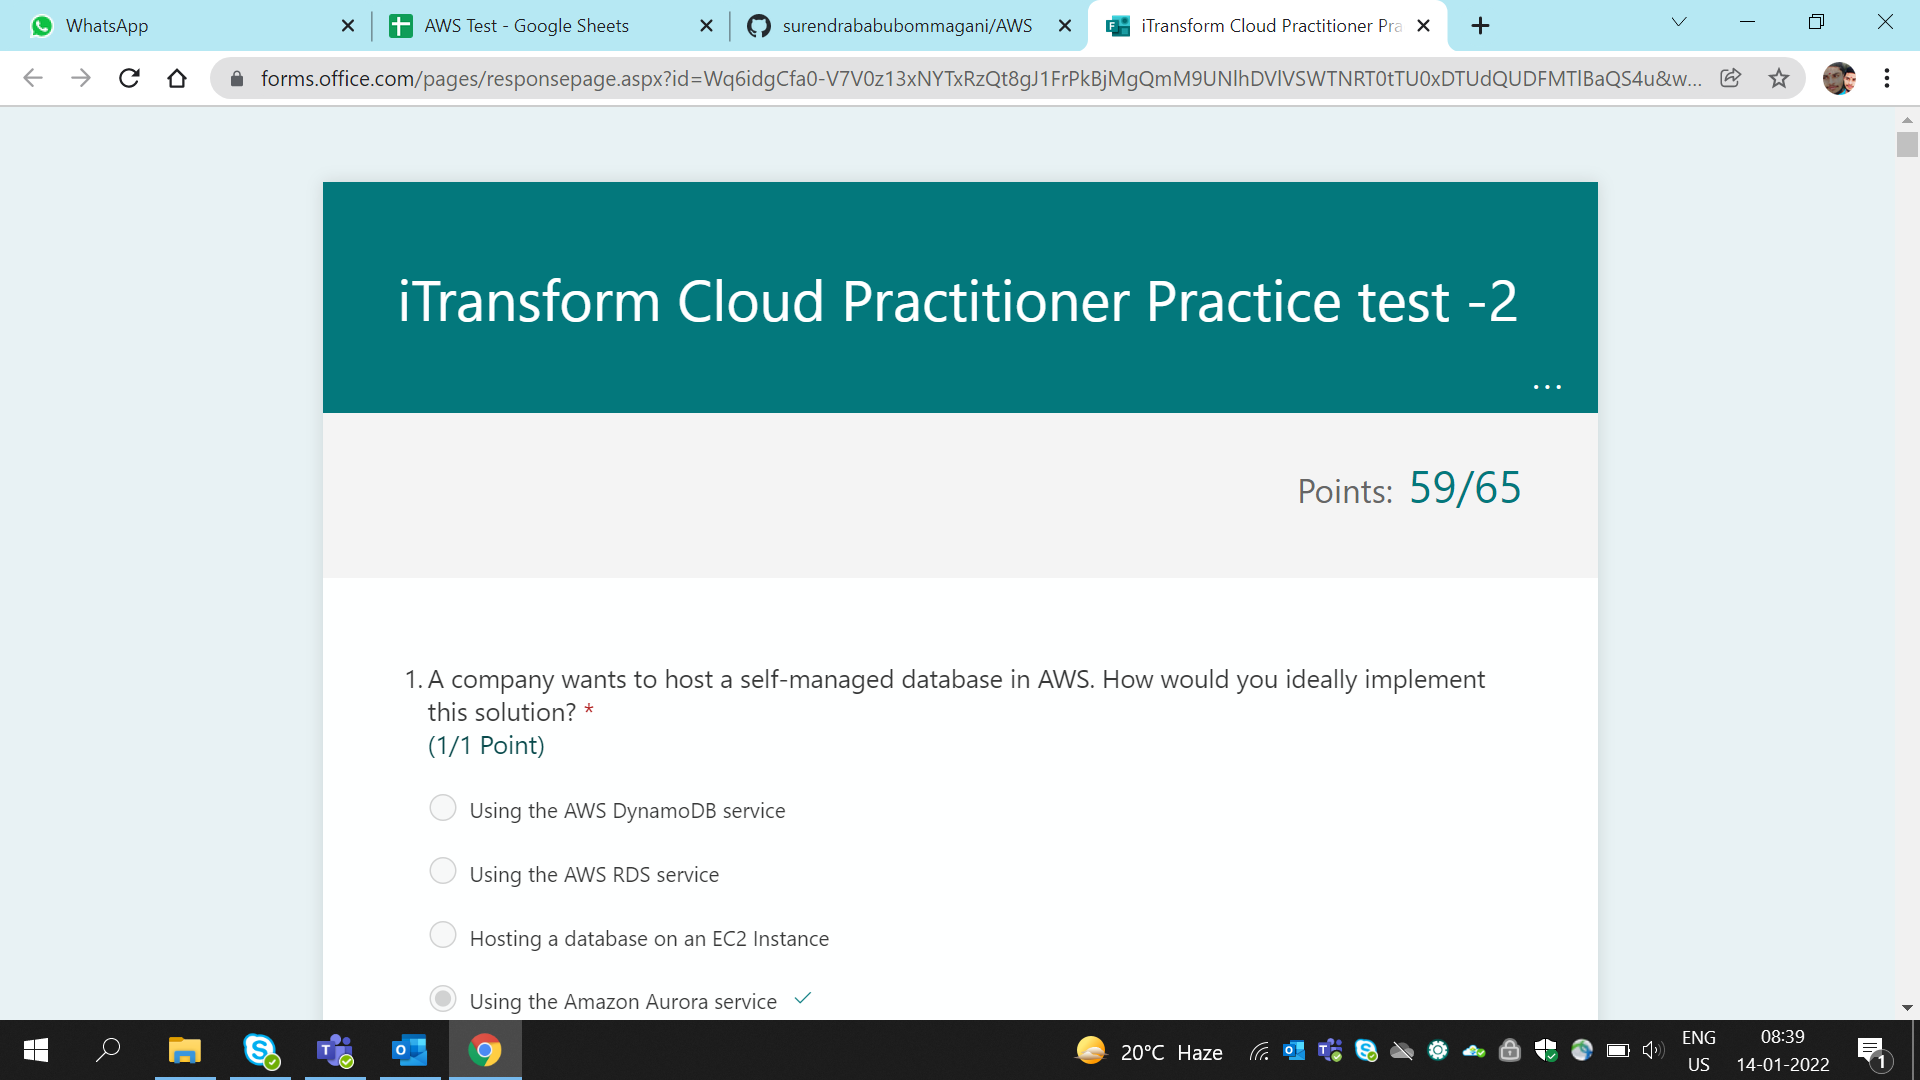 WhatsApp
AWS Test - Google Sheets
surendrababubommagani/AWS
iTransform Cloud Practitioner Pra
forms.office.com/pages/responsepage.aspx?id=Wq6idgCfa0-V7V0z13xNYTxRzQt8gJ1FrPkBjMgQmM9UNlhDVlVSWTNRT0tTU0xDTUdQUDFMTlBaQS4u&w...
iTransform Cloud Practitioner Practice test -2
...
Points: 59/65
1. A company wants to host a self-managed database in AWS. How would you ideally implement
this solution? *
(1/1 Point)
Using the AWS DynamoDB service
Using the AWS RDS service
Hosting a database on an EC2 Instance
Using the Amazon Aurora service
20°C Haze
ENG
US
08:39
14-01-2022
1